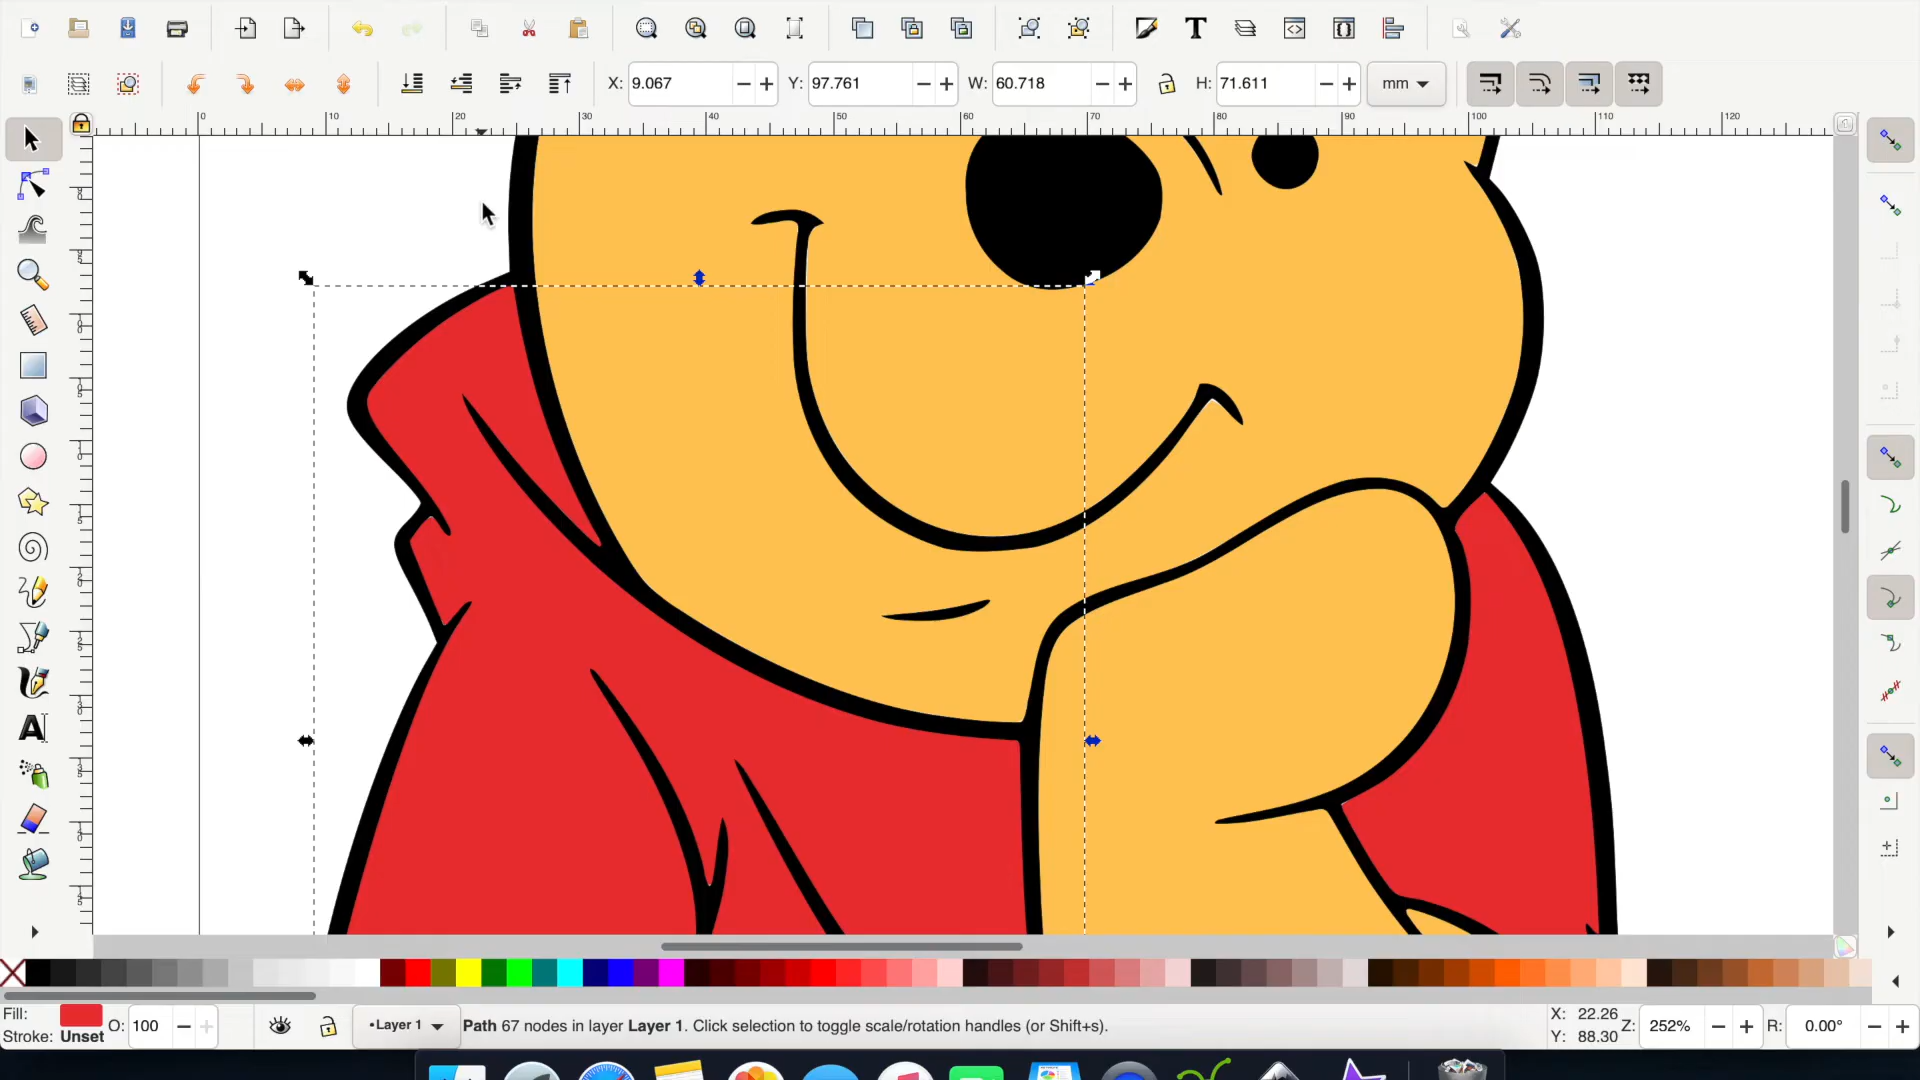 X: 9.067 Y: 97.761 W: 60.718 H: 71.611 mm
0 10 20 30 40 50 60 70 80 90 100 110 120
Fill:
Stroke: Unset
O: 100
•Layer 1
Path 67 nodes in layer Layer 1. Click selection to toggle scale/rotation handles (or Shift+s).
X: 22.26
Y: 88.30
Z: 252%
R: 0.00°